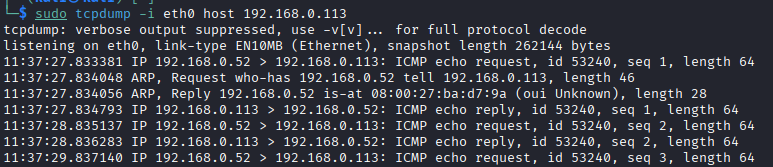 └─$ sudo tcpdump -i eth0 host 192.168.0.113
tcpdump: verbose output suppressed, use -v[v]... for full protocol decode
listening on eth0, link-type EN10MB (Ethernet), snapshot length 262144 bytes
11:37:27.833381 IP 192.168.0.52 > 192.168.0.113: ICMP echo request, id 53240, seq 1, length 64
11:37:27.834048 ARP, Request who-has 192.168.0.52 tell 192.168.0.113, length 46
11:37:27.834056 ARP, Reply 192.168.0.52 is-at 08:00:27:ba:d7:9a (oui Unknown), length 28
11:37:27.834793 IP 192.168.0.113 > 192.168.0.52: ICMP echo reply, id 53240, seq 1, length 64
11:37:28.835137 IP 192.168.0.52 > 192.168.0.113: ICMP echo request, id 53240, seq 2, length 64
11:37:28.836283 IP 192.168.0.113 > 192.168.0.52: ICMP echo reply, id 53240, seq 2, length 64
11:37:29.837140 IP 192.168.0.52 > 192.168.0.113: ICMP echo request, id 53240, seq 3, length 64